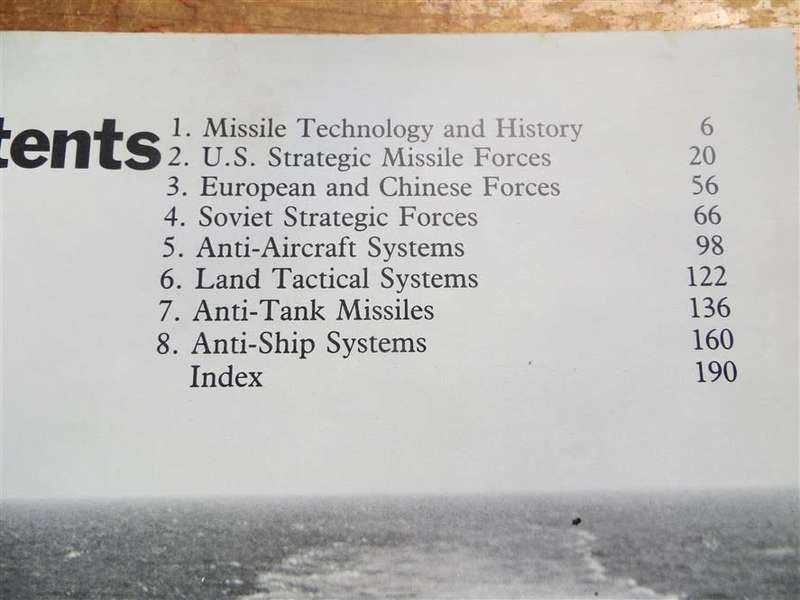 tents
1. Missile Technology and History 6
2. U.S. Strategic Missile Forces 20
3. European and Chinese Forces 56
4. Soviet Strategic Forces 66
5. Anti-Aircraft Systems 98
6. Land Tactical Systems 122
7. Anti-Tank Missiles 136
8. Anti-Ship Systems 160
Index 190